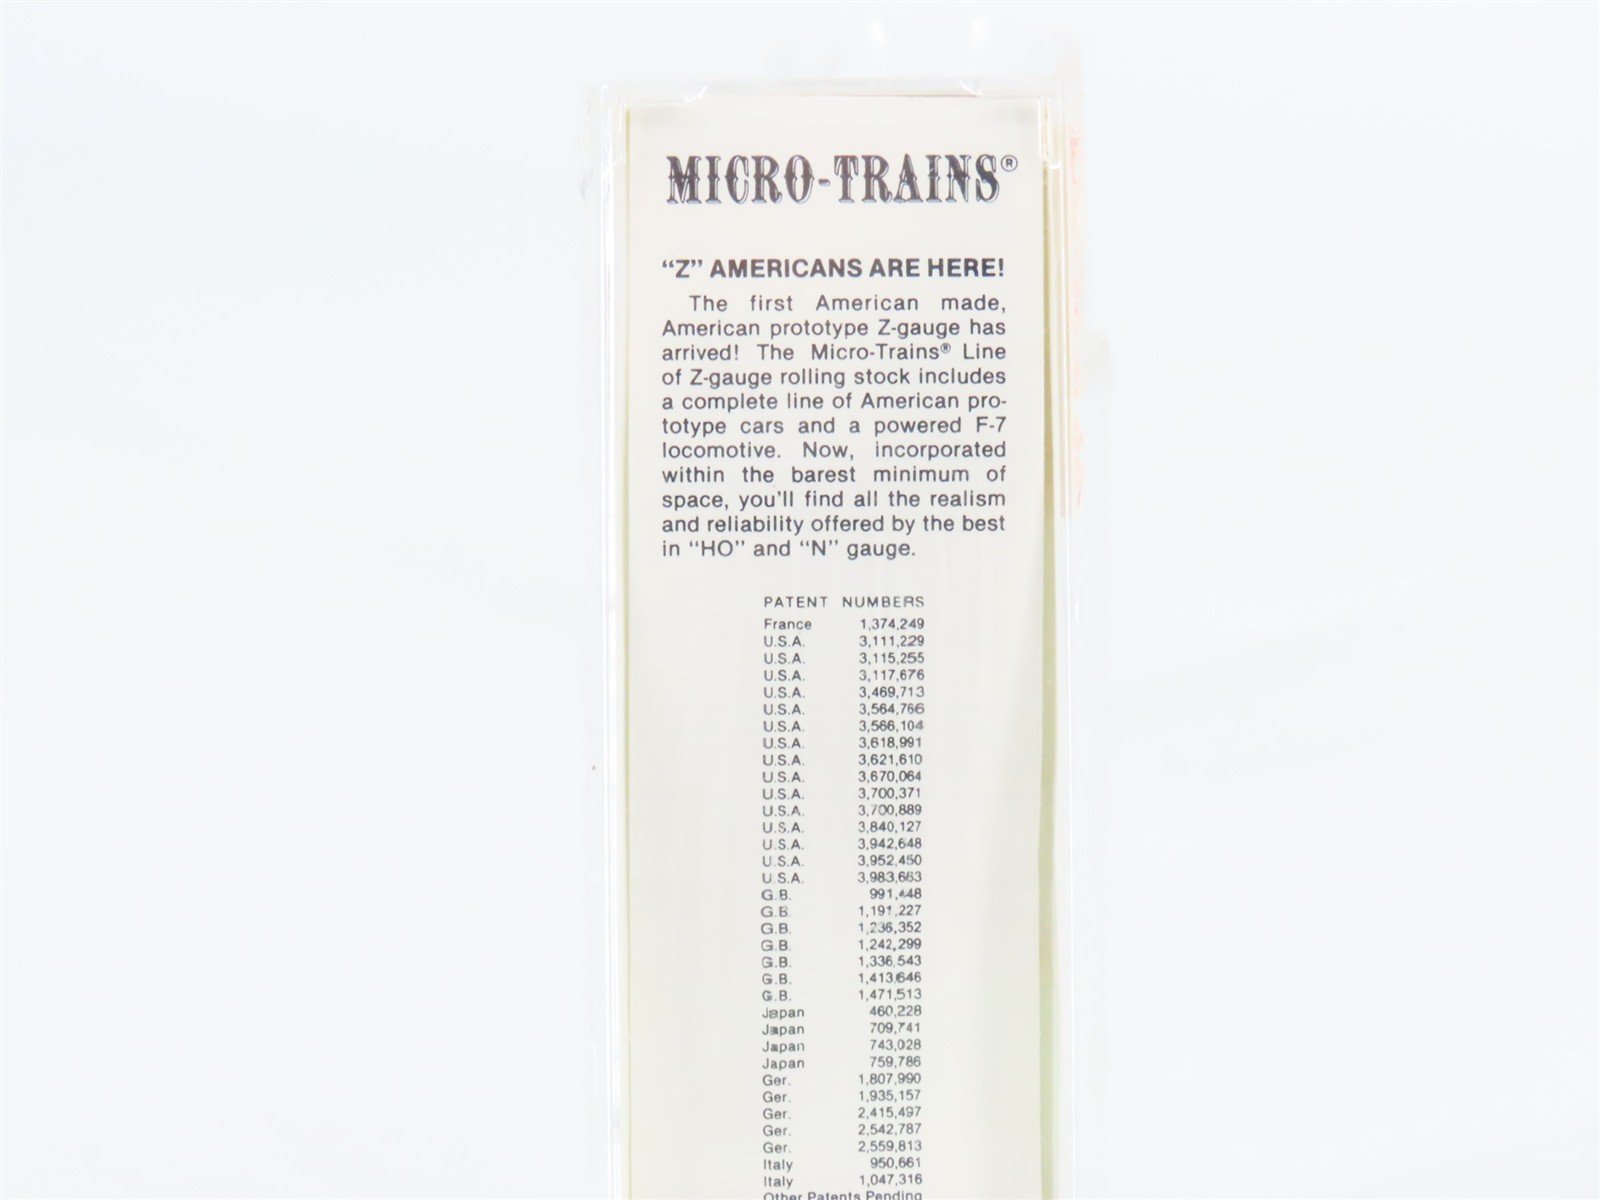 MICRO-TRAINS®
“Z” AMERICANS ARE HERE!
The first American made,
American prototype Z-gauge has
arrived! The Micro-Trains® Line
of Z-gauge rolling stock includes
a complete line of American pro-
totype cars and a powered F-7
locomotive. Now, incorporated
within the barest minimum of
space, you'll find all the realism
and reliability offered by the best
in “HO” and “N” gauge.
PATENT NUMBERS
France 1,374,249
U.S.A. 3,111,229
U.S.A. 3,115,255
U.S.A. 3,117,676
U.S.A. 3,469,713
U.S.A. 3,564,766
U.S.A. 3,566,104
U.S.A. 3,618,991
U.S.A. 3,621,610
U.S.A. 3,670,064
U.S.A. 3,700,371
U.S.A. 3,700,889
U.S.A. 3,840,127
U.S.A. 3,942,648
U.S.A. 3,952,450
U.S.A. 3,983,663
G.B. 991,448
G.B. 1,191,227
G.B. 1,236,352
G.B. 1,242,299
G.B. 1,336,543
G.B. 1,413,646
G.B. 1,471,513
Japan 460,228
Japan 709,741
Japan 743,028
Japan 759,786
Ger. 1,807,990
Ger. 1,935,157
Ger. 2,415,497
Ger. 2,542,787
Ger. 2,559,813
Italy 950,661
Italy 1,047,316
Other Patents Pending